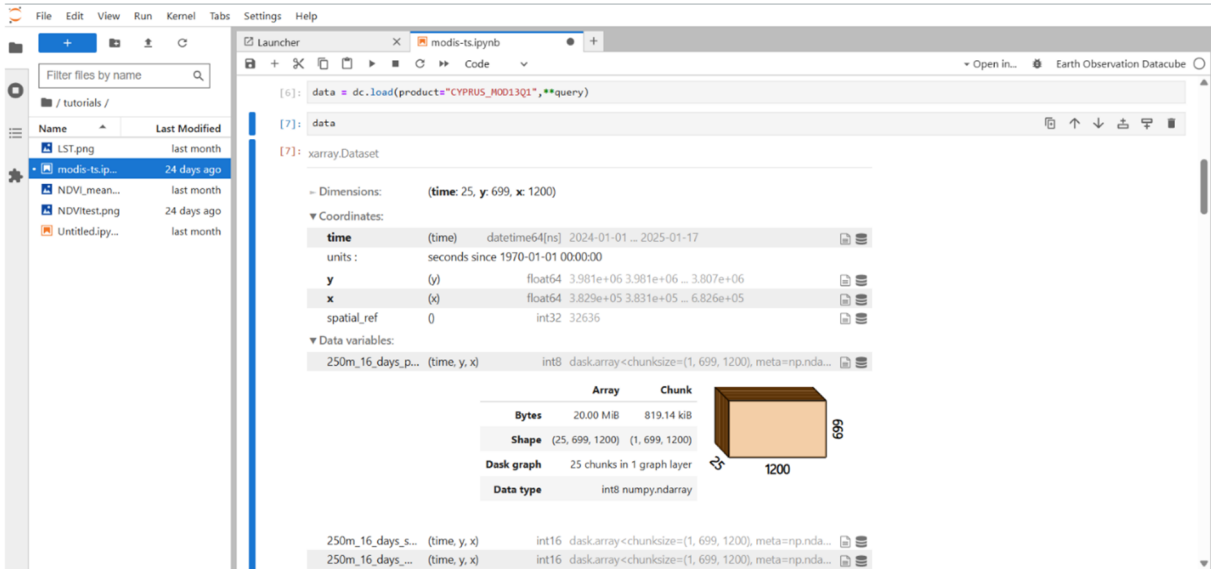 File Edit View Run Kernel Tabs Settings Help
+
Filter files by name
/ tutorials /
Name Last Modified
LST.png last month
modis-ts.ip... 24 days ago
NDVI_mean... last month
NDVItest.png 24 days ago
Untitled.ipy... last month
Launcher × modis-ts.ipynb +
Code Open in... Earth Observation Datacube
[6]: data = dc.load(product="CYPRUS_MOD13Q1",**query)
[7]: data
[7]: xarray.Dataset
Dimensions: (time: 25, y: 699, x: 1200)
Coordinates:
time (time) datetime64[ns] 2024-01-01 ... 2025-01-17
units : seconds since 1970-01-01 00:00:00
y (y) float64 3.981e+06 3.981e+06 ... 3.807e+06
x (x) float64 3.829e+05 3.831e+05 ... 6.826e+05
spatial_ref () int32 32636
Data variables:
250m_16_days_p... (time, y, x) int8 dask.array<chunksize=(1, 699, 1200), meta=np.nda...
Array Chunk
Bytes 20.00 MiB 819.14 kiB
Shape (25, 699, 1200) (1, 699, 1200)
Dask graph 25 chunks in 1 graph layer
Data type int8 numpy.ndarray
699
25
1200
250m_16_days_s... (time, y, x) int16 dask.array<chunksize=(1, 699, 1200), meta=np.nda...
250m_16_days_... (time, y, x) int16 dask.array<chunksize=(1, 699, 1200), meta=np.nda...